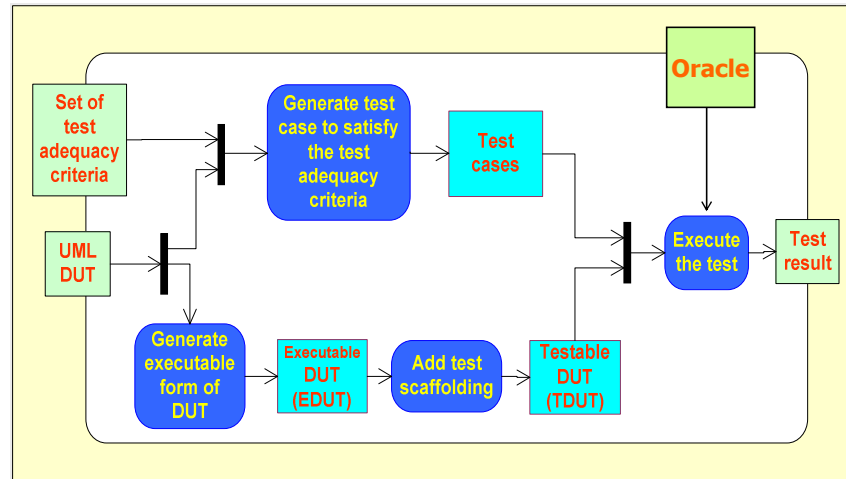 Oracle
Set of
test
adequacy
criteria
Generate test
case to satisfy
the test
adequacy
criteria
Test
cases
UML
DUT
Execute
the test
Test
result
Generate
executable
form of
DUT
Executable
DUT
(EDUT)
Add test
scaffolding
Testable
DUT
(TDUT)